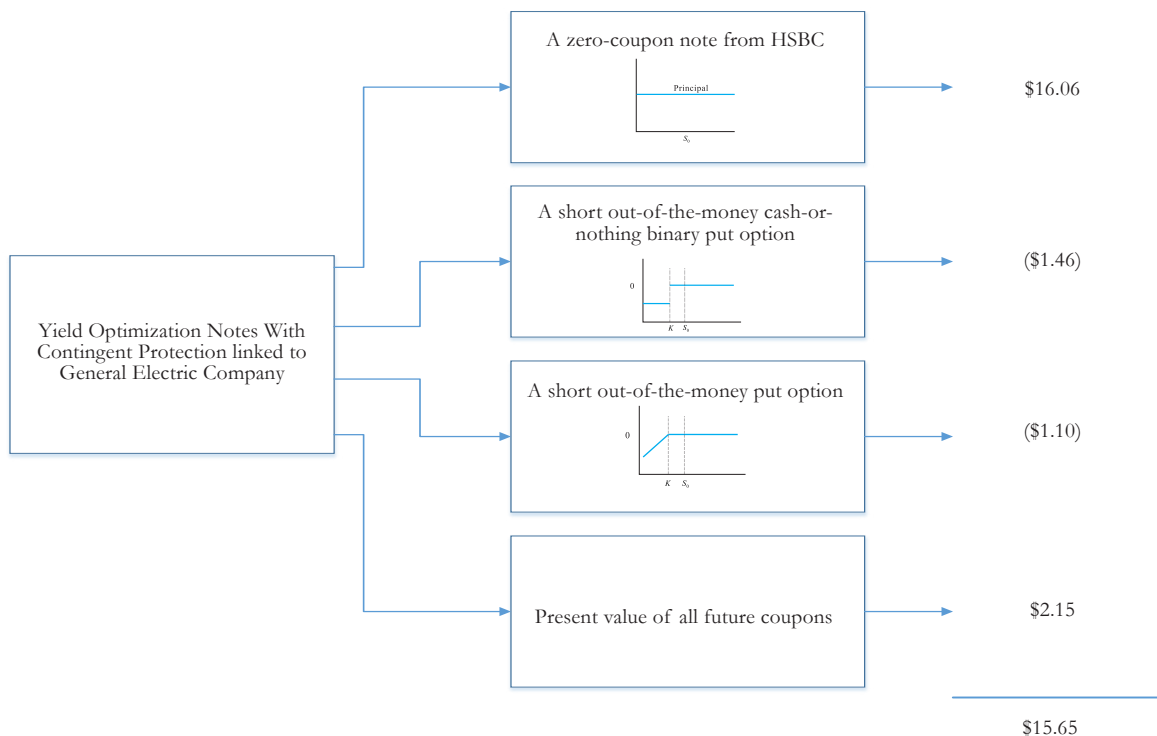 A zero-coupon note from HSBC
Principal
S0
$16.06
A short out-of-the-money cash-or-
nothing binary put option
0
K S0
($1.46)
Yield Optimization Notes With
Contingent Protection linked to
General Electric Company
A short out-of-the-money put option
0
K S0
($1.10)
Present value of all future coupons
$2.15
$15.65